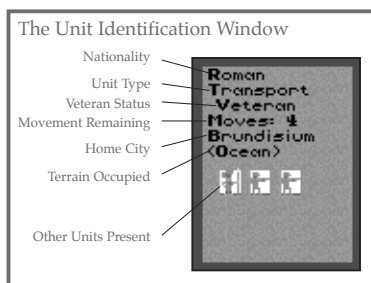 The Unit Identification Window
Nationality
Unit Type
Veteran Status
Movement Remaining
Home City
Terrain Occupied
Other Units Present
Roman
Transport
Veteran
Moves: 4
Brundisium
(Ocean)